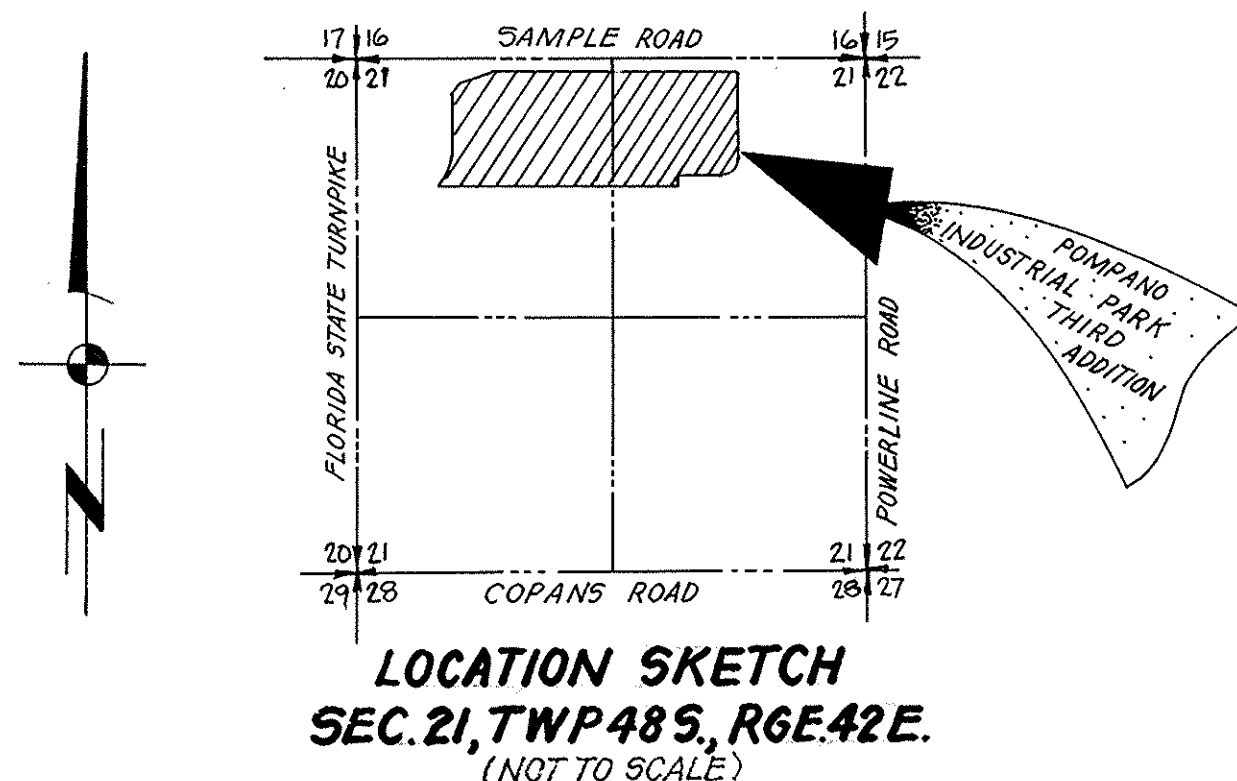 17 16
SAMPLE ROAD
16 15
20 21
21 22
FLORIDA STATE TURNPIKE
POMPANO
INDUSTRIAL PARK
THIRD
ADDITION
POWERLINE ROAD
N
20 21
21 22
29 28
COPANS ROAD
28 27
LOCATION SKETCH
SEC.21, TWP 48 S., RGE.42E.
(NOT TO SCALE)